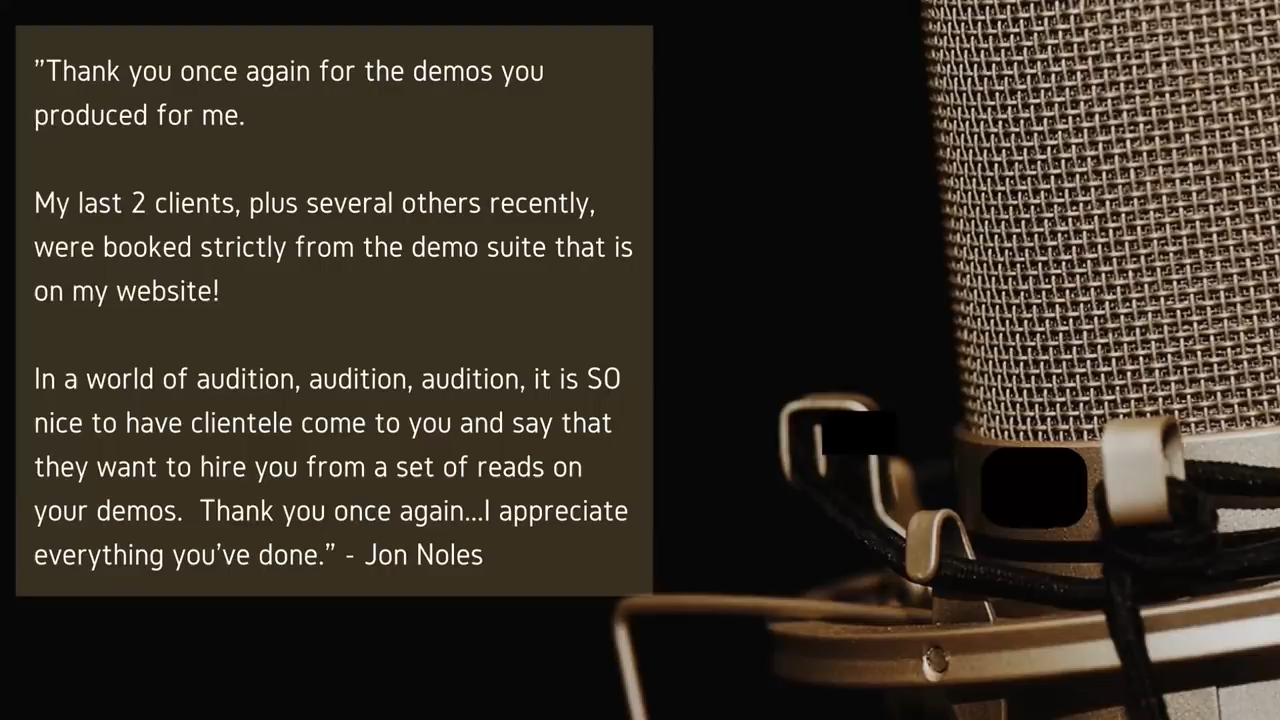 ”Thank you once again for the demos you
produced for me.
My last 2 clients, plus several others recently,
were booked strictly from the demo suite that is
on my website!
In a world of audition, audition, audition, it is SO
nice to have clientele come to you and say that
they want to hire you from a set of reads on
your demos.  Thank you once again...I appreciate
everything you’ve done.” - Jon Noles